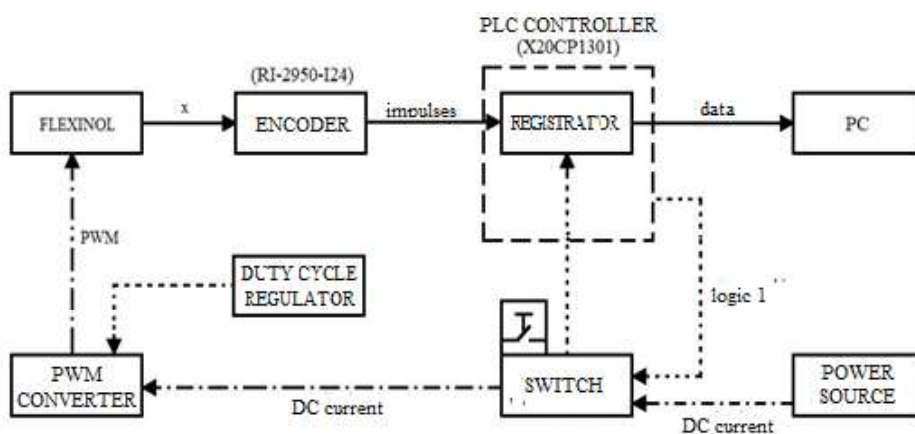 PLC CONTROLLER
(X20CP1301)
(RI-2950-I24)
FLEXINOL
x
ENCODER
impulses
REGISTRATOR
data
PC
PWM
DUTY CYCLE
REGULATOR
logic 1
PWM
CONVERTER
DC current
SWITCH
DC current
POWER
SOURCE